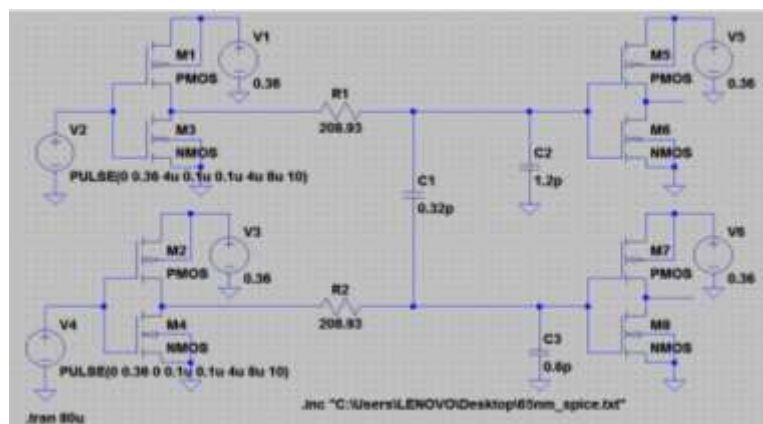 V1
M1
PMOS
0.36
V5
M5
PMOS
0.36
R1
208.93
V2
M3
NMOS
M6
NMOS
PULSE(0 0.36 4u 0.1u 0.1u 4u 8u 10)
C1
0.32p
C2
1.2p
V3
M2
PMOS
0.36
V6
M7
PMOS
0.36
R2
208.93
V4
M4
NMOS
M8
NMOS
PULSE(0 0.36 0 0.1u 0.1u 4u 8u 10)
C3
0.6p
.inc "C:\Users\LENOVO\Desktop\65nm_spice.txt"
.tran 80u